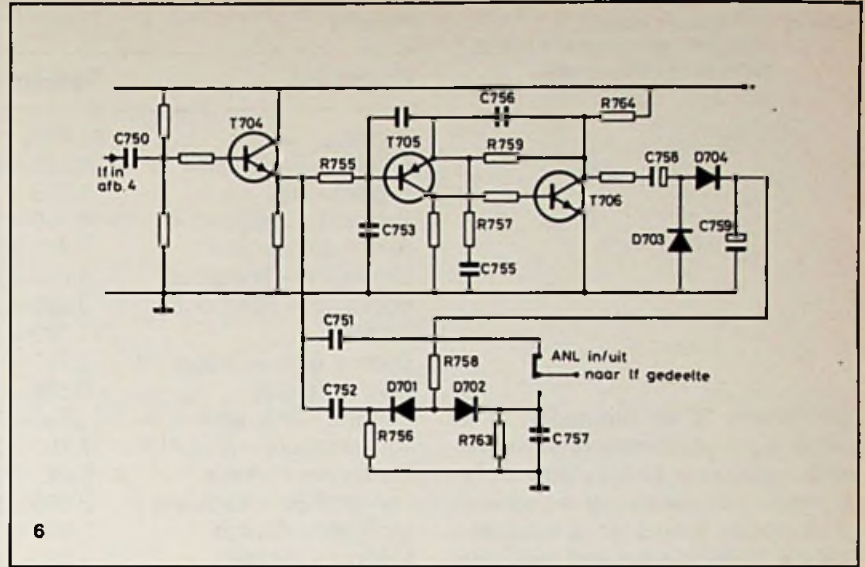 C750
lf in
afb. 4
T704
R755
C753
T705
C756
R759
R757
C755
R764
T706
C758
D704
D703
C759
C751
R758
ANL in/uit
naar lf gedeelte
C752
D701
D702
R756
R763
C757
6